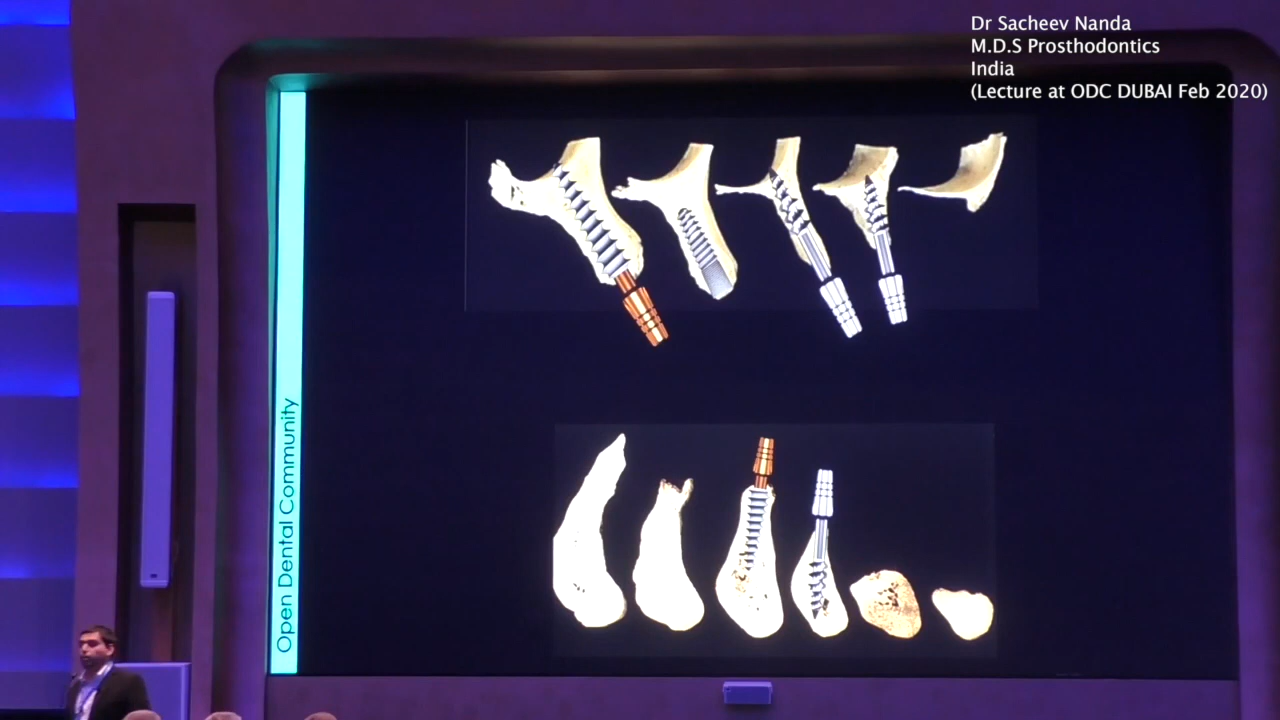 Dr Sacheev Nanda
M.D.S Prosthodontics
India
(Lecture at ODC DUBAI Feb 2020)
Open Dental Community